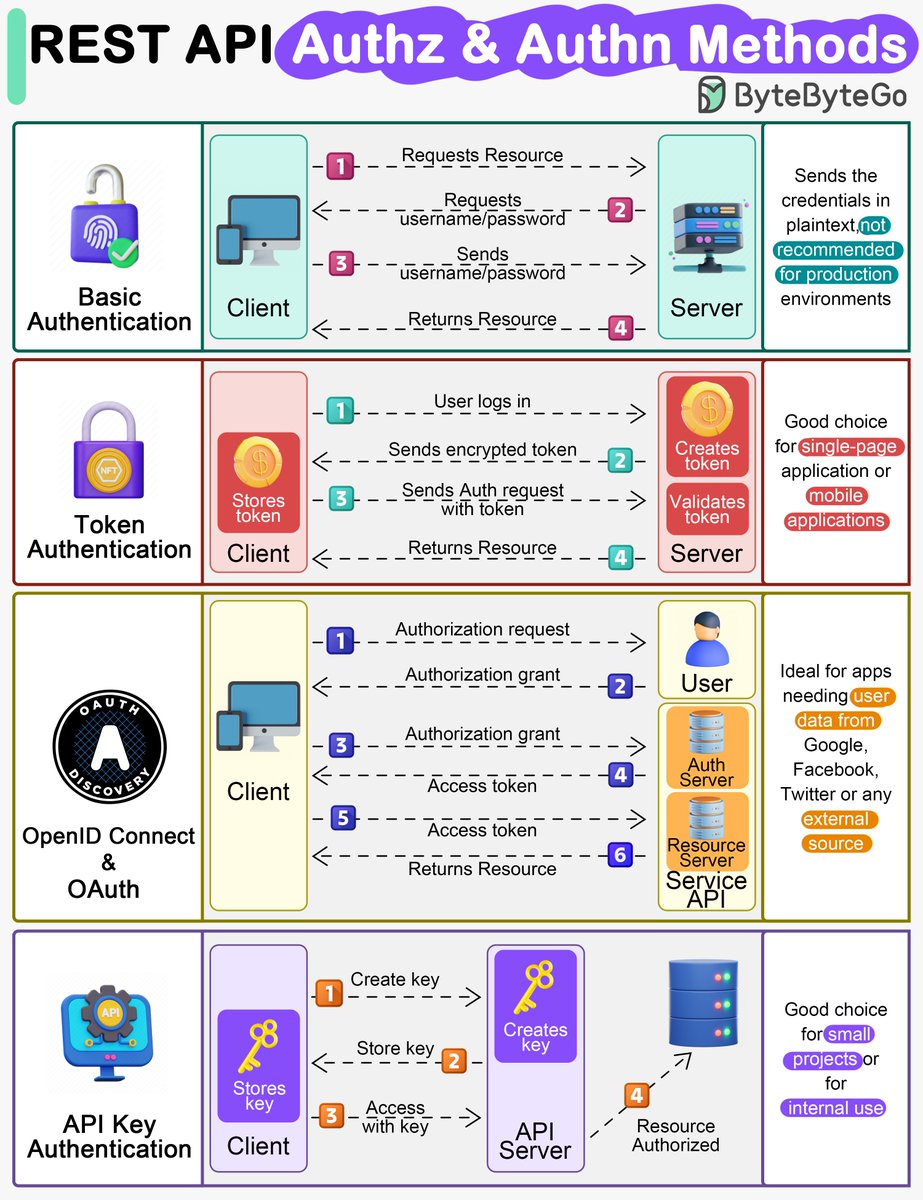 REST API Authz & Authn Methods
ByteByteGo
Basic
Authentication
Client
1
Requests Resource
Requests
username/password
2
3
Sends
username/password
Returns Resource
4
Server
Sends the
credentials in
plaintext,not
recommended
for production
environments
Token
Authentication
NFT
Stores
token
Client
1
User logs in
Sends encrypted token
2
3
Sends Auth request
with token
Returns Resource
4
Creates
token
Validates
token
Server
Good choice
for single-page
application or
mobile
applications
OAUTH
A
DISCOVERY
OpenID Connect
&
OAuth
Client
1
Authorization request
Authorization grant
2
3
Authorization grant
4
Access token
5
Access token
6
Returns Resource
User
Auth
Server
Resource
Server
Service
API
Ideal for apps
needing user
data from
Google,
Facebook,
Twitter or any
external
source
API
API Key
Authentication
Stores
key
Client
1
Create key
Store key
2
3
Access
with key
Creates
key
API
Server
4
Resource
Authorized
Good choice
for small
projects or
for
internal use